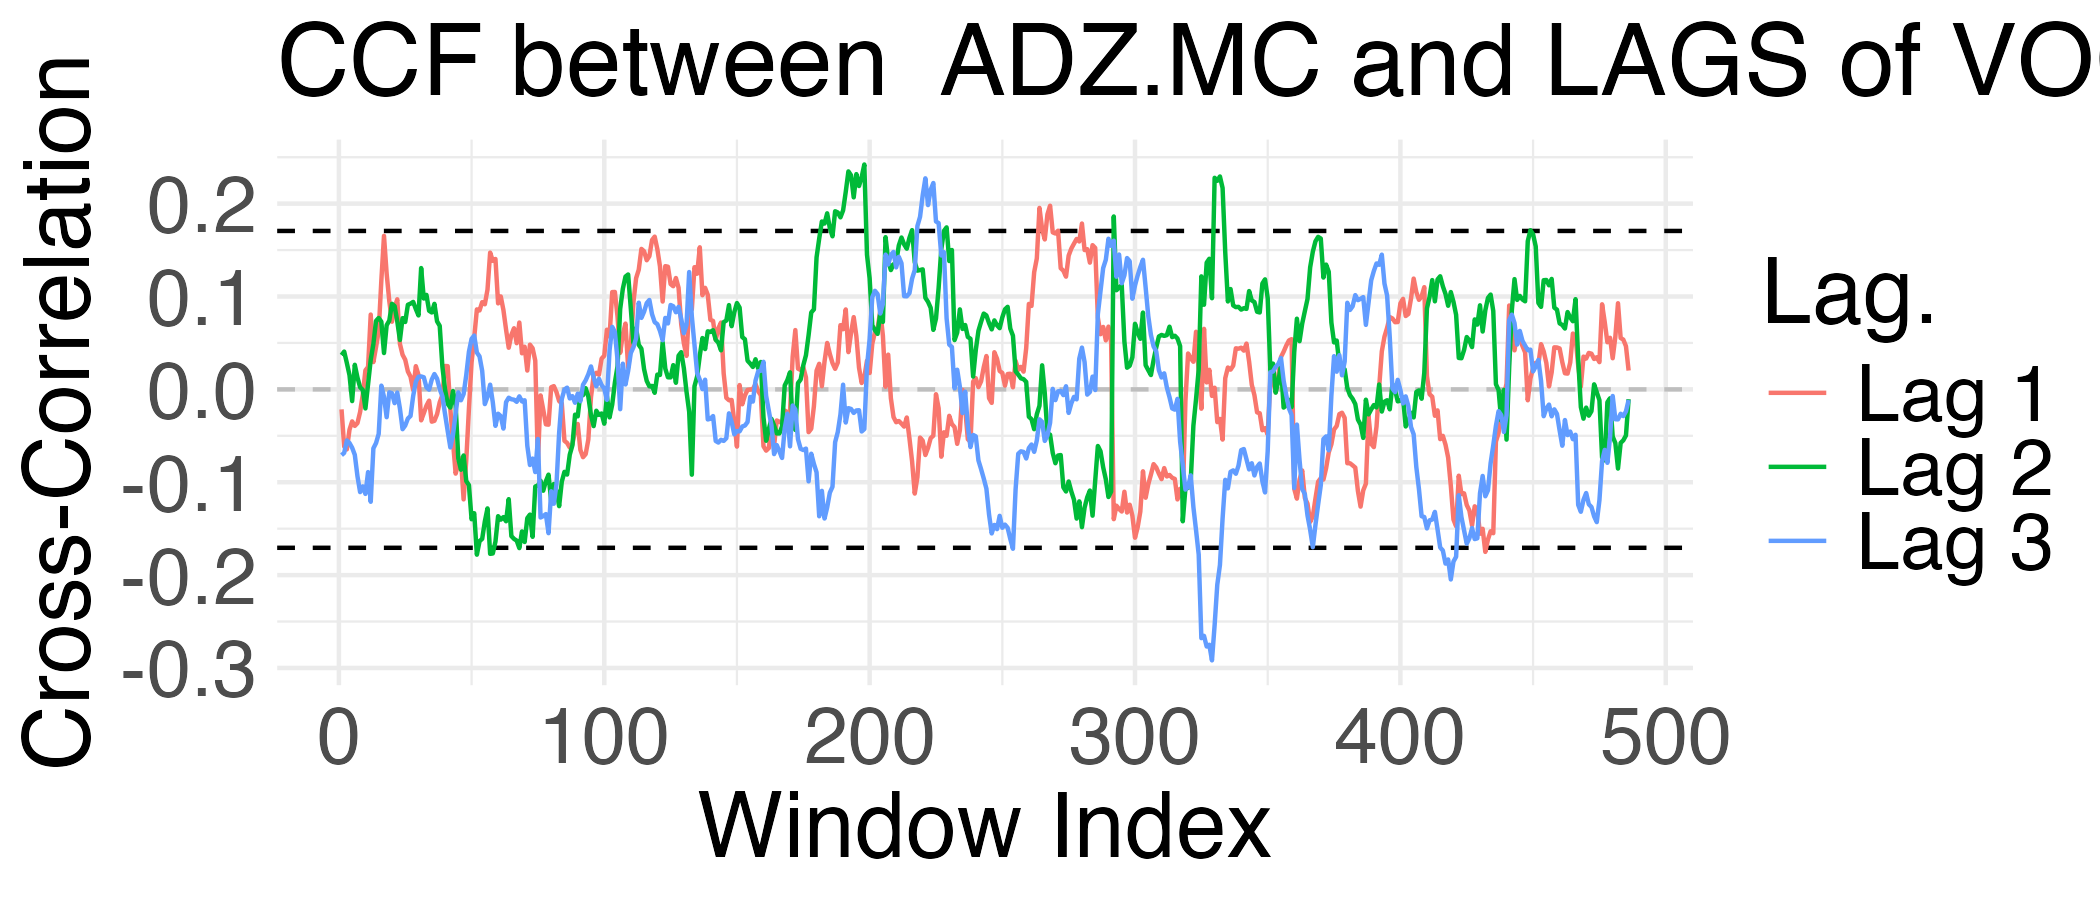 CCF between  ADZ.MC and LAGS of VO
Cross-Correlation
0.2
0.1
0.0
-0.1
-0.2
-0.3
0 100 200 300 400 500
Window Index
Lag.
Lag 1
Lag 2
Lag 3